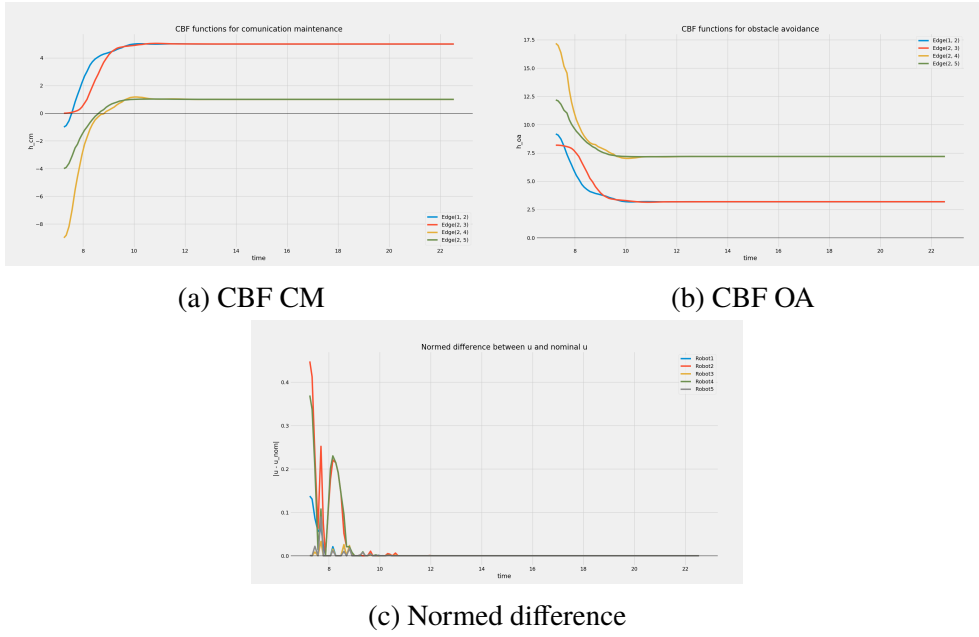 CBF functions for comunication maintenance
4
2
0
−2
−4
−6
−8
h_cm
Edge(1, 2)
Edge(2, 3)
Edge(2, 4)
Edge(2, 5)
8 10 12 14 16 18 20 22
time
(a) CBF CM
CBF functions for obstacle avoidance
17.5
15.0
12.5
10.0
7.5
5.0
2.5
0.0
h_oa
Edge(1, 2)
Edge(2, 3)
Edge(2, 4)
Edge(2, 5)
8 10 12 14 16 18 20 22
time
(b) CBF OA
Normed difference between u and nominal u
0.4
0.3
0.2
0.1
0.0
|u - u_nom|
Robot1
Robot2
Robot3
Robot4
Robot5
8 10 12 14 16 18 20 22
time
(c) Normed difference